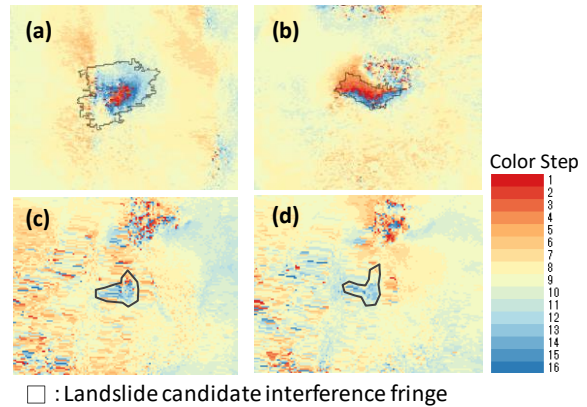 (a)
(b)
Color Step
1
2
3
4
5
6
7
8
9
10
11
12
13
14
15
16
(c)
(d)
: Landslide candidate interference fringe